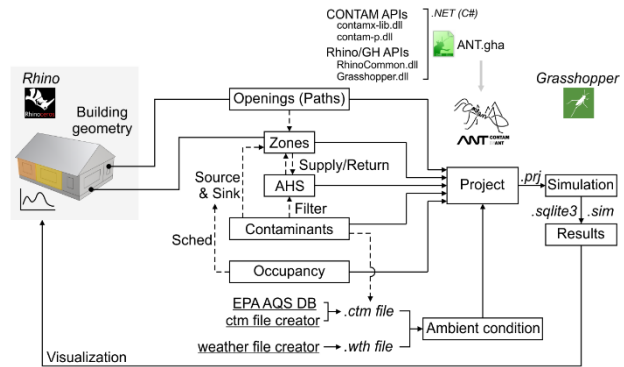 CONTAM APIs
contamx-lib.dll
contam-p.dll
Rhino/GH APIs
RhinoCommon.dll
Grasshopper.dll
.NET (C#)
ANT.gha
Rhino
Building
geometry
Grasshopper
ANT CONTAM
Openings (Paths)
Zones
Source
& Sink
Supply/Return
AHS
Filter
Contaminants
Sched
Occupancy
Project
.prj
Simulation
.sqlite3
.sim
Results
EPA AQS DB
ctm file creator
.ctm file
Ambient condition
weather file creator
.wth file
Visualization